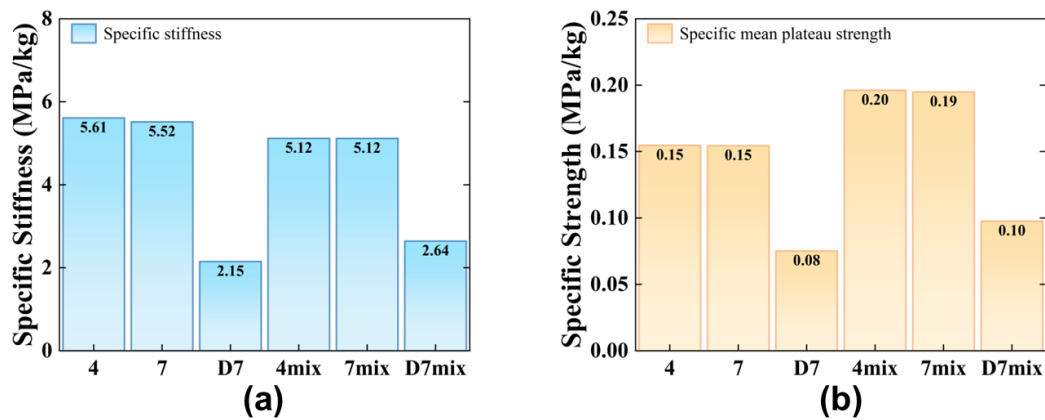 Specific Stiffness (MPa/kg)
8
6
4
2
0
Specific stiffness
5.61
5.52
2.15
5.12
5.12
2.64
4 7 D7 4mix 7mix D7mix
(a)
Specific Strength (MPa/kg)
0.25
0.20
0.15
0.10
0.05
0.00
Specific mean plateau strength
0.15
0.15
0.08
0.20
0.19
0.10
4 7 D7 4mix 7mix D7mix
(b)